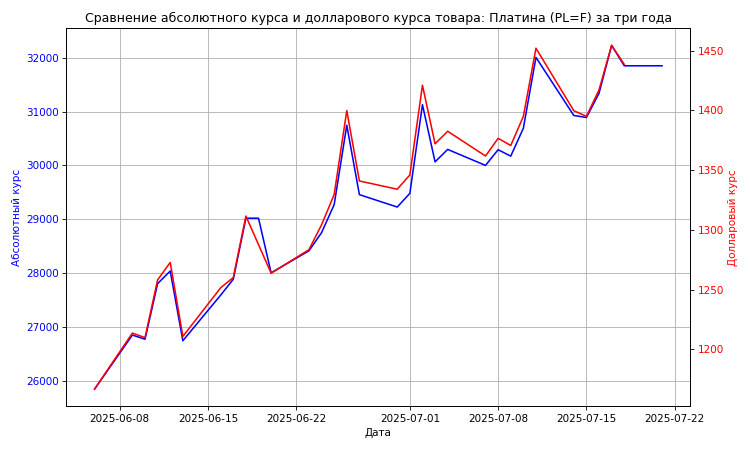 Сравнение абсолютного курса и долларового курса товара: Платина (PL=F) за три года
Абсолютный курс
32000
31000
30000
29000
28000
27000
26000
1450
1400
1350
1300
1250
1200
Долларовый курс
2025-06-08 2025-06-15 2025-06-22 2025-07-01 2025-07-08 2025-07-15 2025-07-22
Дата